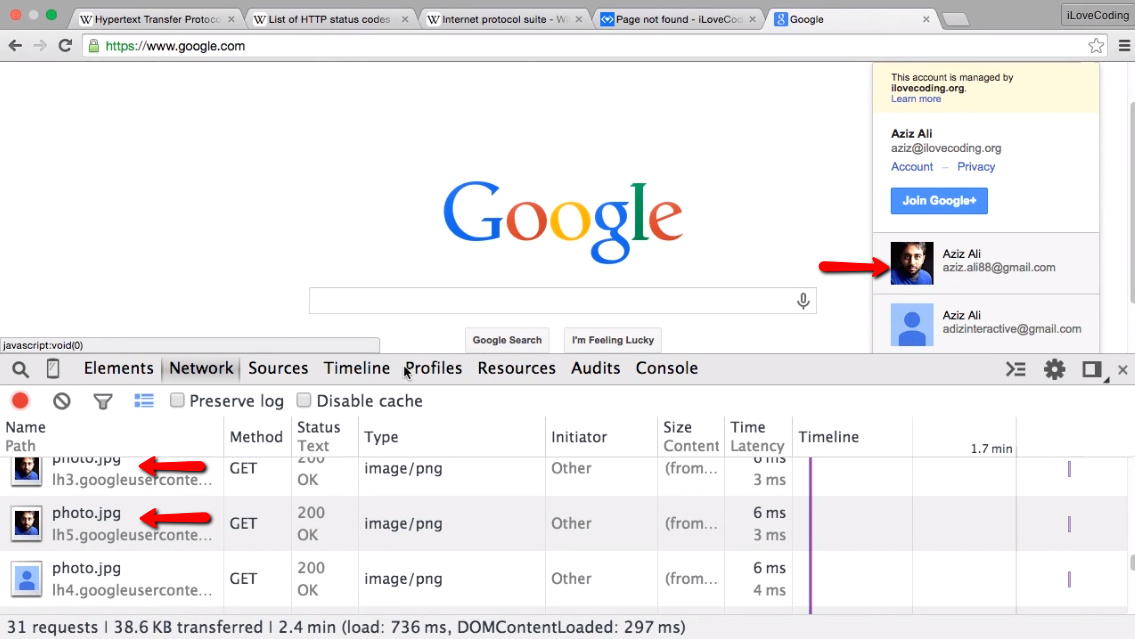 Hypertext Transfer Protoco
List of HTTP status codes
Internet protocol suite - Wi
Page not found - iLoveCod
Google
iLoveCoding
https://www.google.com
This account is managed by
ilovecoding.org.
Learn more
Aziz Ali
aziz@ilovecoding.org
Account – Privacy
Join Google+
Google
Aziz Ali
aziz.ali88@gmail.com
Aziz Ali
adizinteractive@gmail.com
Google Search
I'm Feeling Lucky
javascript:void(0)
Elements Network Sources Timeline Profiles Resources Audits Console
Preserve log Disable cache
Name Path
Method
Status Text
Type
Initiator
Size Content
Time Latency
Timeline
1.7 min
photo.jpg 200 6 ms
GET image/png Other (from...
lh3.googleuserconte... OK 3 ms
photo.jpg 200 6 ms
GET image/png Other (from...
lh5.googleuserconte... OK 3 ms
photo.jpg 200 6 ms
GET image/png Other (from...
lh4.googleuserconte... OK 4 ms
31 requests | 38.6 KB transferred | 2.4 min (load: 736 ms, DOMContentLoaded: 297 ms)